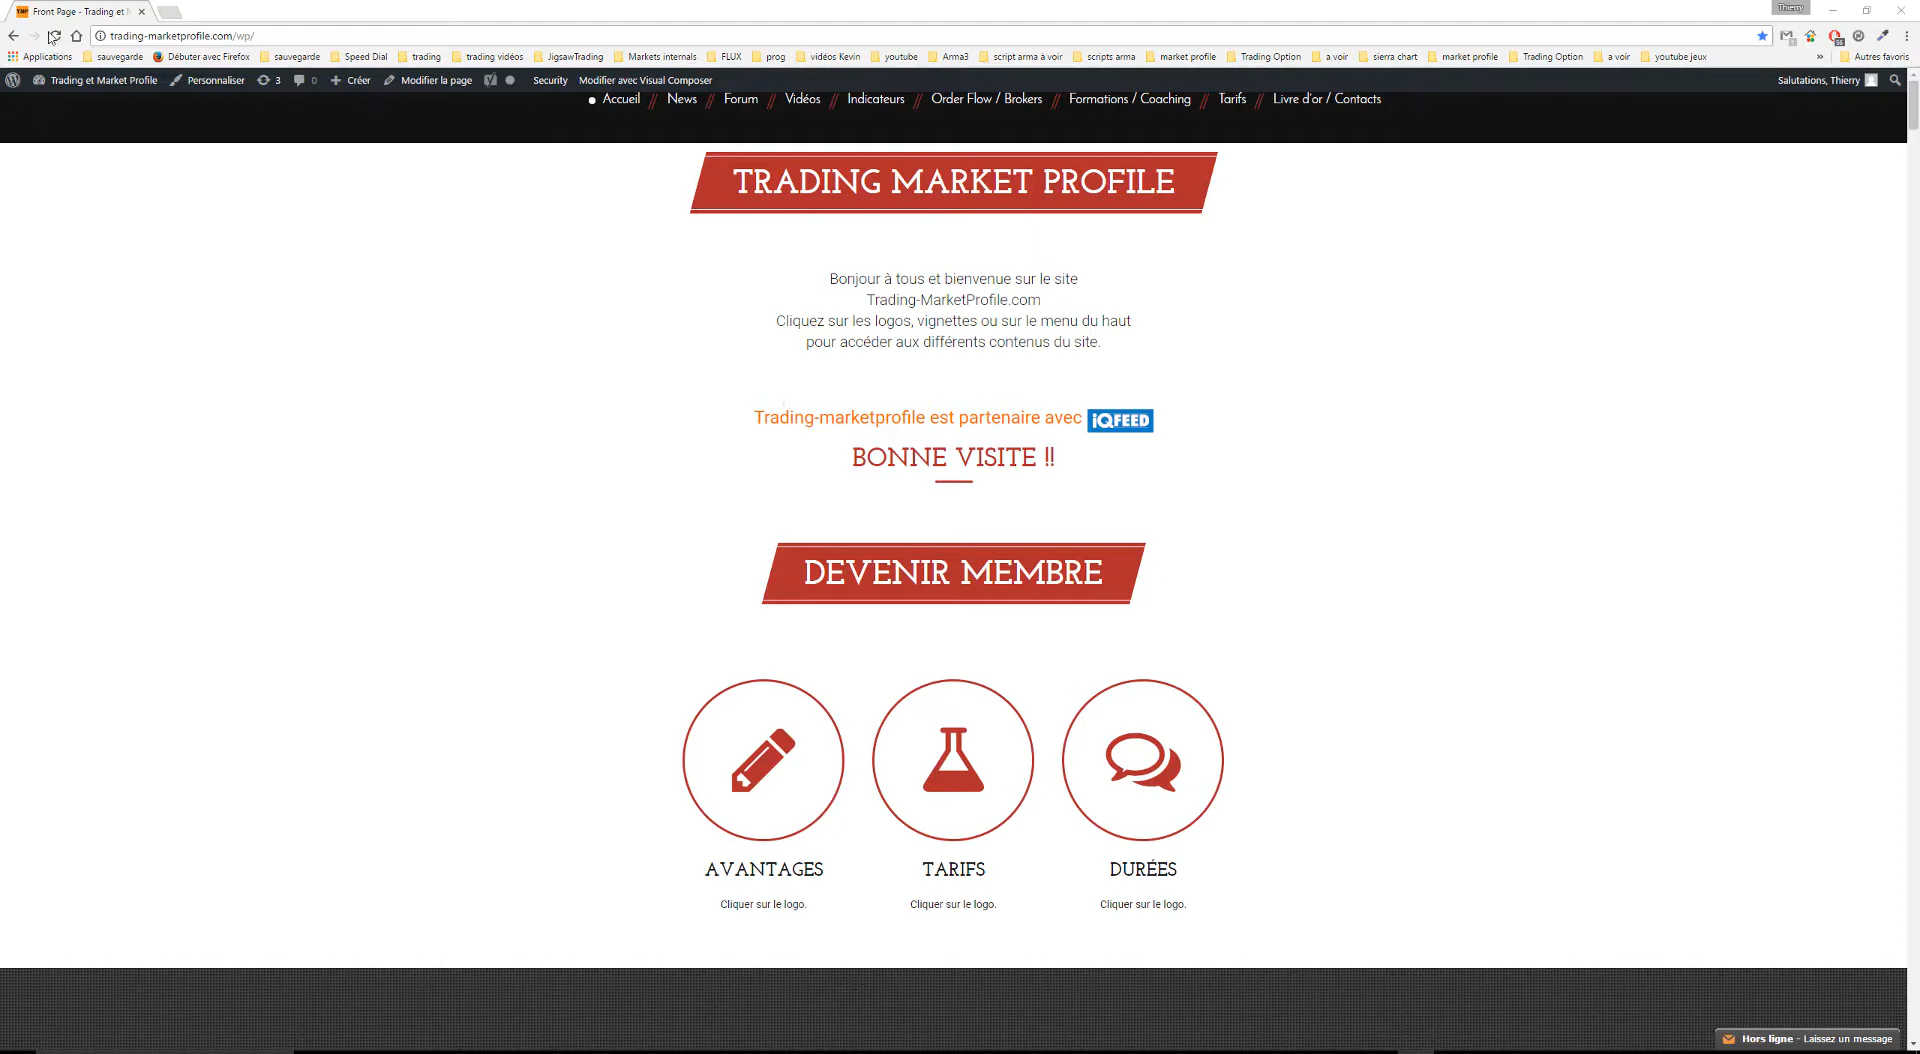 Front Page - Trading et M
Thierry
trading-marketprofile.com/wp/
Applications sauvegarde Débuter avec Firefox sauvegarde Speed Dial trading trading vidéos JigsawTrading Markets internals FLUX prog vidéos Kevin youtube Arma3 script arma à voir scripts arma Trading Option a voir sierra chart market profile Trading Option a voir youtube jeux » Autres favoris
Trading et Market Profile Personnaliser 3 0 Créer Modifier la page Security Modifier avec Visual Composer Salutations, Thierry
Accueil // News // Forum // Vidéos // Indicateurs // Order Flow / Brokers // Formations / Coaching // Tarifs // Livre d'or / Contacts
TRADING MARKET PROFILE
Bonjour à tous et bienvenue sur le site
Trading-MarketProfile.com
Cliquez sur les logos, vignettes ou sur le menu du haut
pour accéder aux différents contenus du site.
Trading-marketprofile est partenaire avec iQFEED
BONNE VISITE !!
DEVENIR MEMBRE
AVANTAGES TARIFS DURÉES
Cliquer sur le logo. Cliquer sur le logo. Cliquer sur le logo.
Hors ligne - Laissez un message